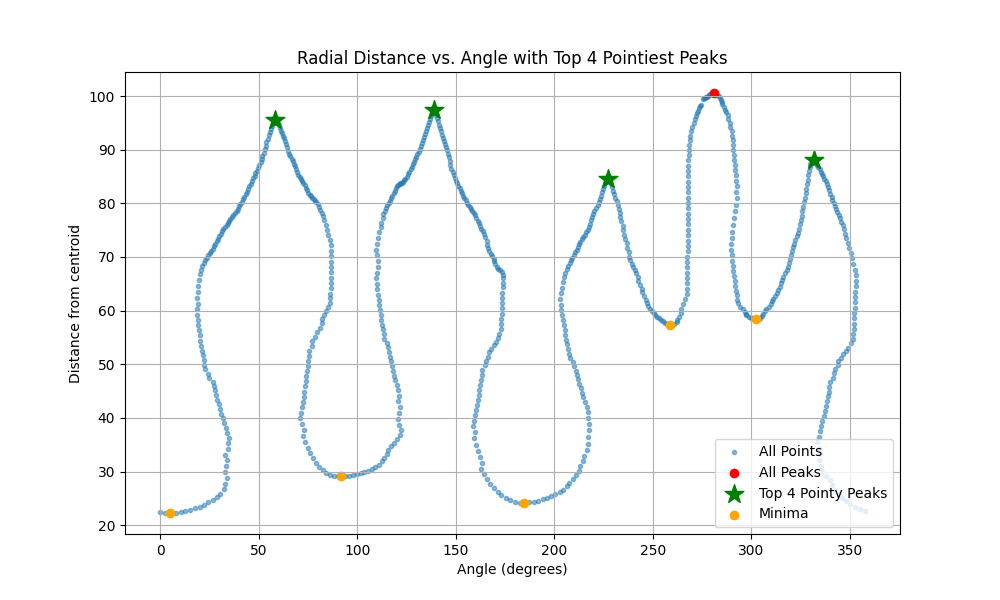 Radial Distance vs. Angle with Top 4 Pointiest Peaks
100
90
80
70
60
50
40
30
20
Distance from centroid
0 50 100 150 200 250 300 350
Angle (degrees)
All Points
All Peaks
Top 4 Pointy Peaks
Minima